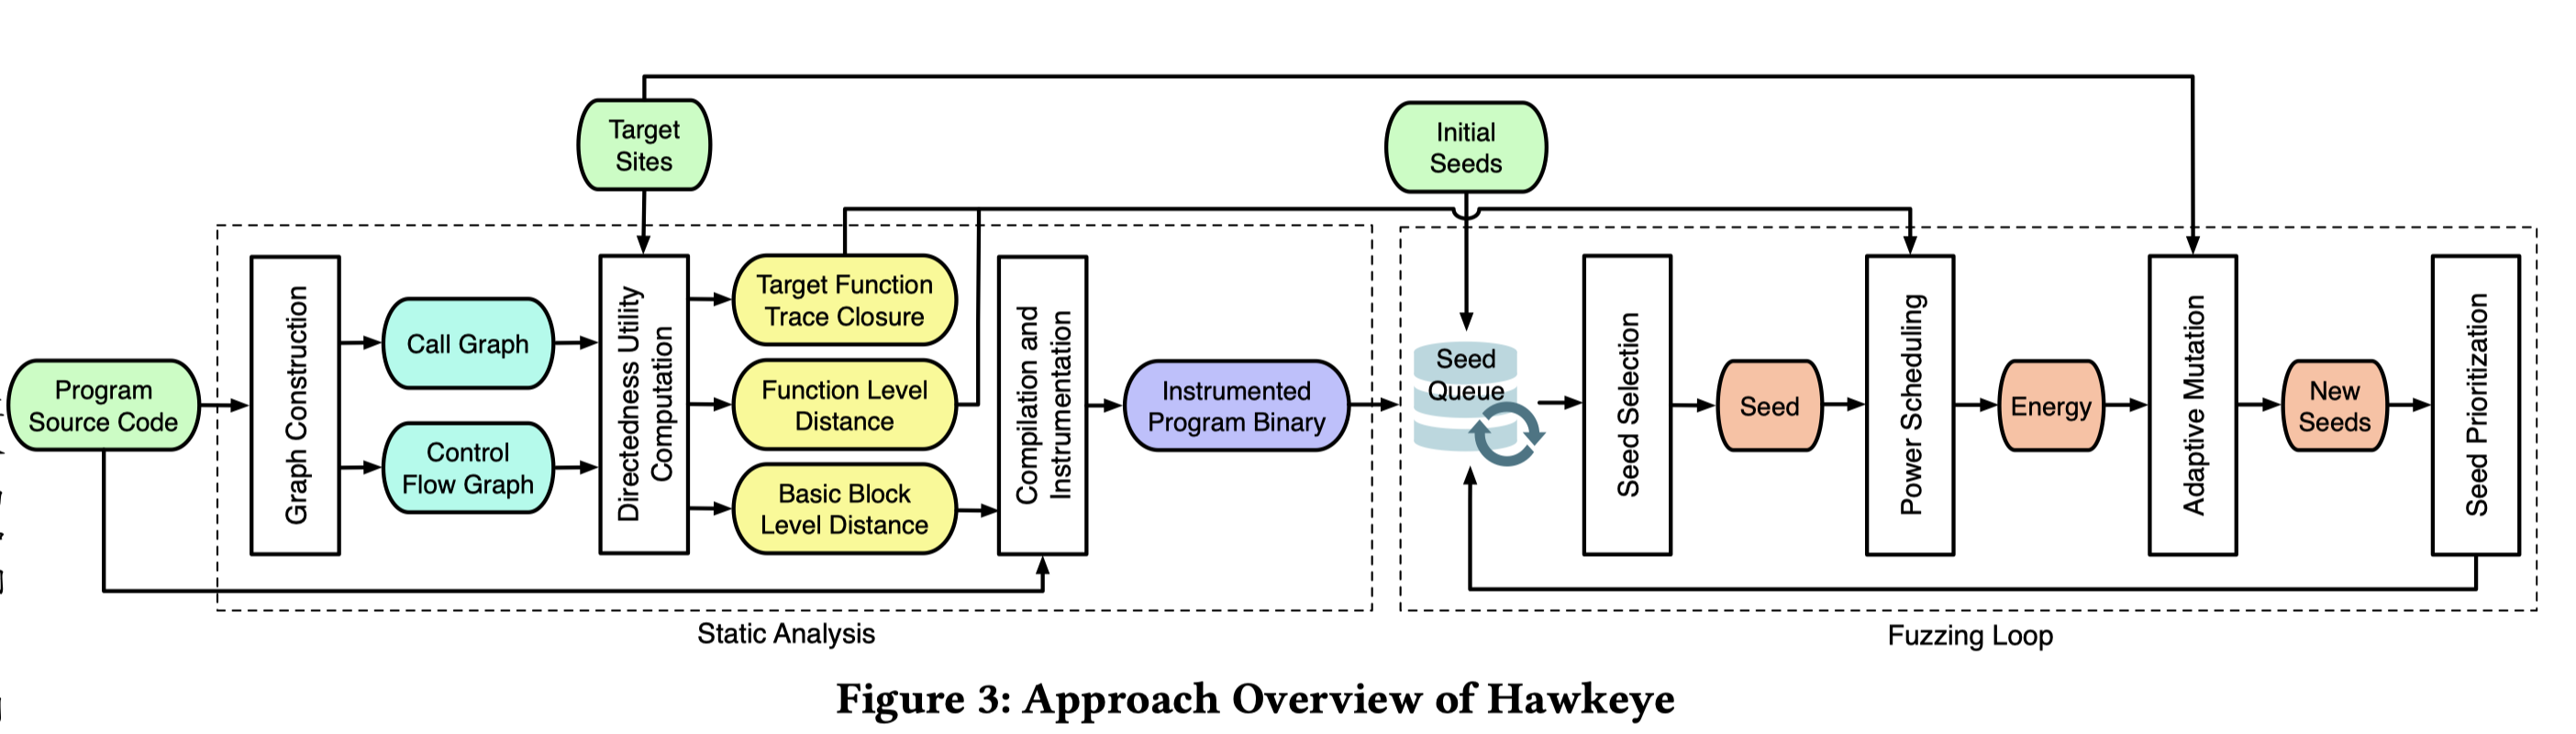 Target
Sites
Initial
Seeds
Program
Source Code
Graph Construction
Call Graph
Control
Flow Graph
Directedness Utility
Computation
Target Function
Trace Closure
Function Level
Distance
Basic Block
Level Distance
Compilation and
Instrumentation
Instrumented
Program Binary
Seed
Queue
Seed Selection
Seed
Power Scheduling
Energy
Adaptive Mutation
New
Seeds
Seed Prioritization
Static Analysis
Fuzzing Loop
Figure 3: Approach Overview of Hawkeye